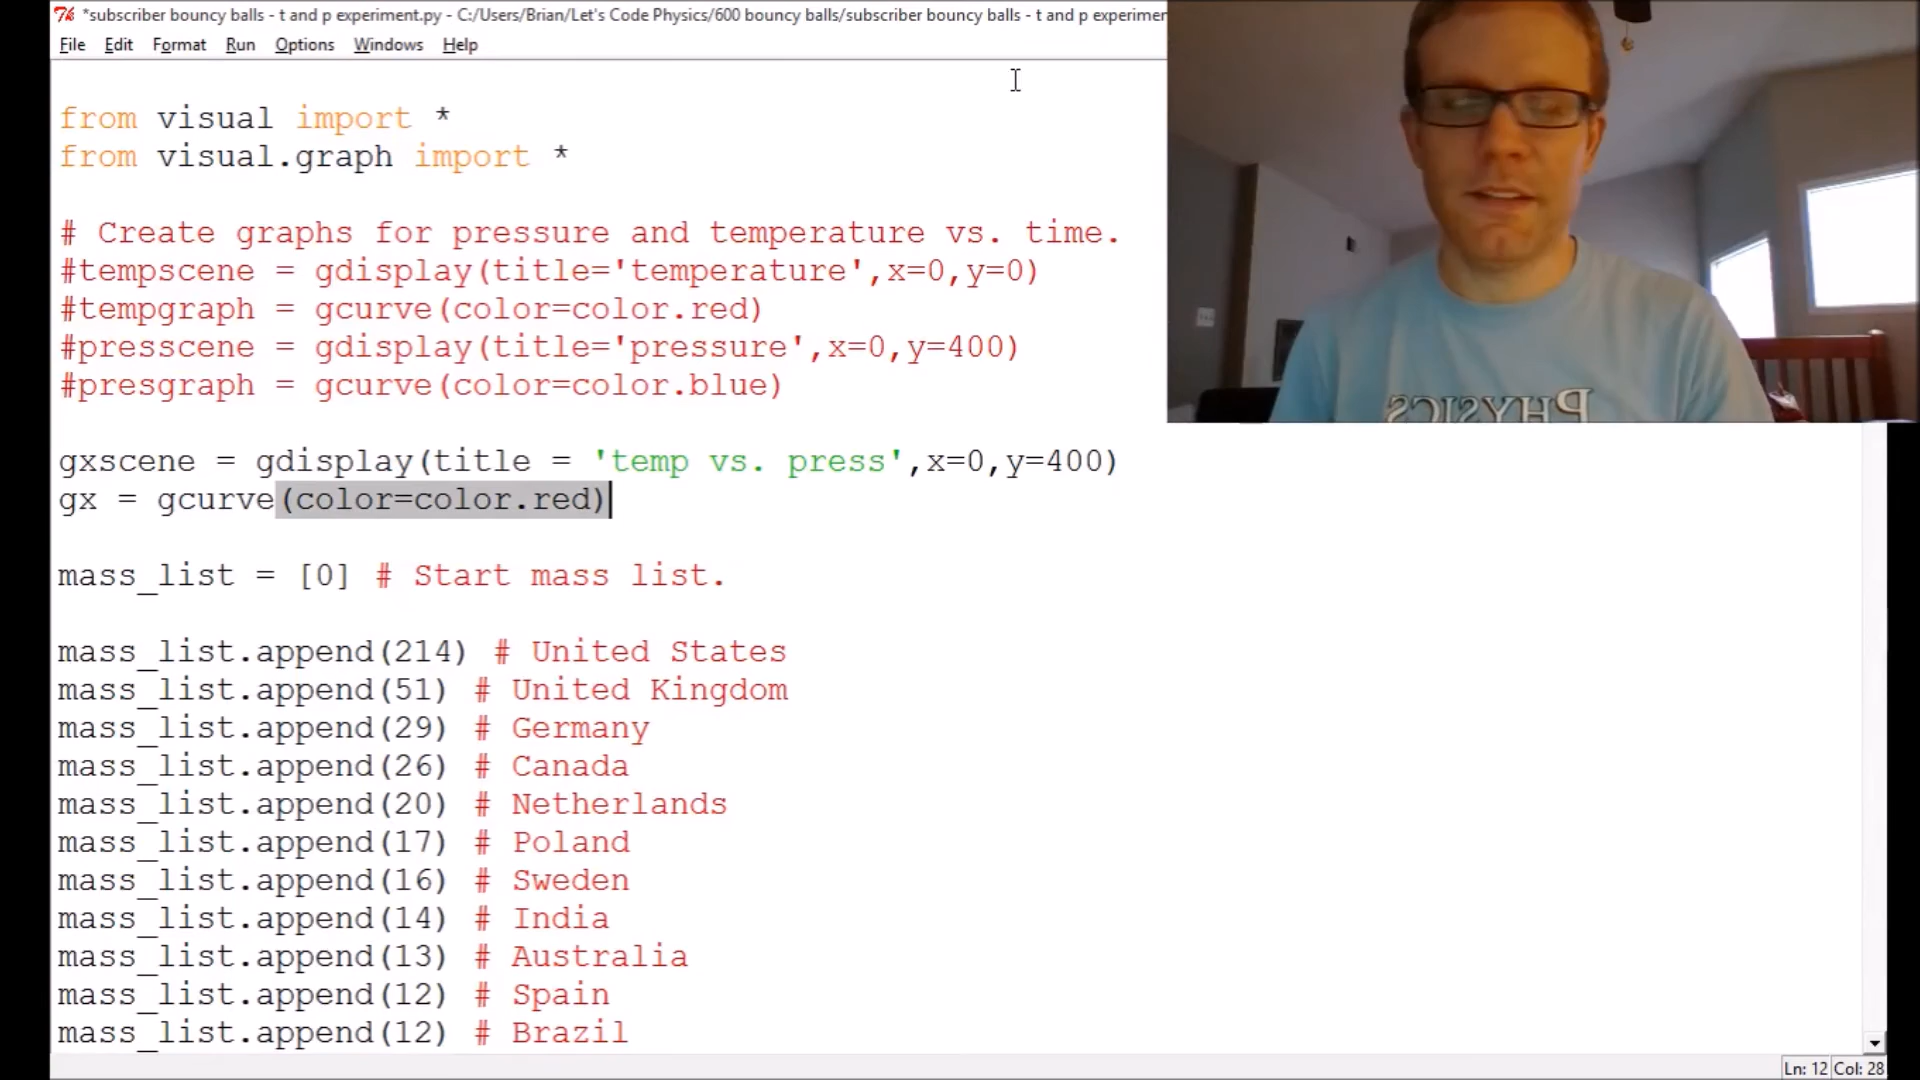 *subscriber bouncy balls - t and p experiment.py - C:/Users/Brian/Let's Code Physics/600 bouncy balls/subscriber bouncy balls - t and p experiment
File Edit Format Run Options Windows Help
from visual import *
from visual.graph import *
# Create graphs for pressure and temperature vs. time.
#tempscene = gdisplay(title='temperature',x=0,y=0)
#tempgraph = gcurve(color=color.red)
#presscene = gdisplay(title='pressure',x=0,y=400)
#presgraph = gcurve(color=color.blue)
gxscene = gdisplay(title = 'temp vs. press',x=0,y=400)
gx = gcurve(color=color.red)
mass_list = [0] # Start mass list.
mass_list.append(214) # United States
mass_list.append(51) # United Kingdom
mass_list.append(29) # Germany
mass_list.append(26) # Canada
mass_list.append(20) # Netherlands
mass_list.append(17) # Poland
mass_list.append(16) # Sweden
mass_list.append(14) # India
mass_list.append(13) # Australia
mass_list.append(12) # Spain
mass_list.append(12) # Brazil
PHYSICS
Ln: 12 Col: 28